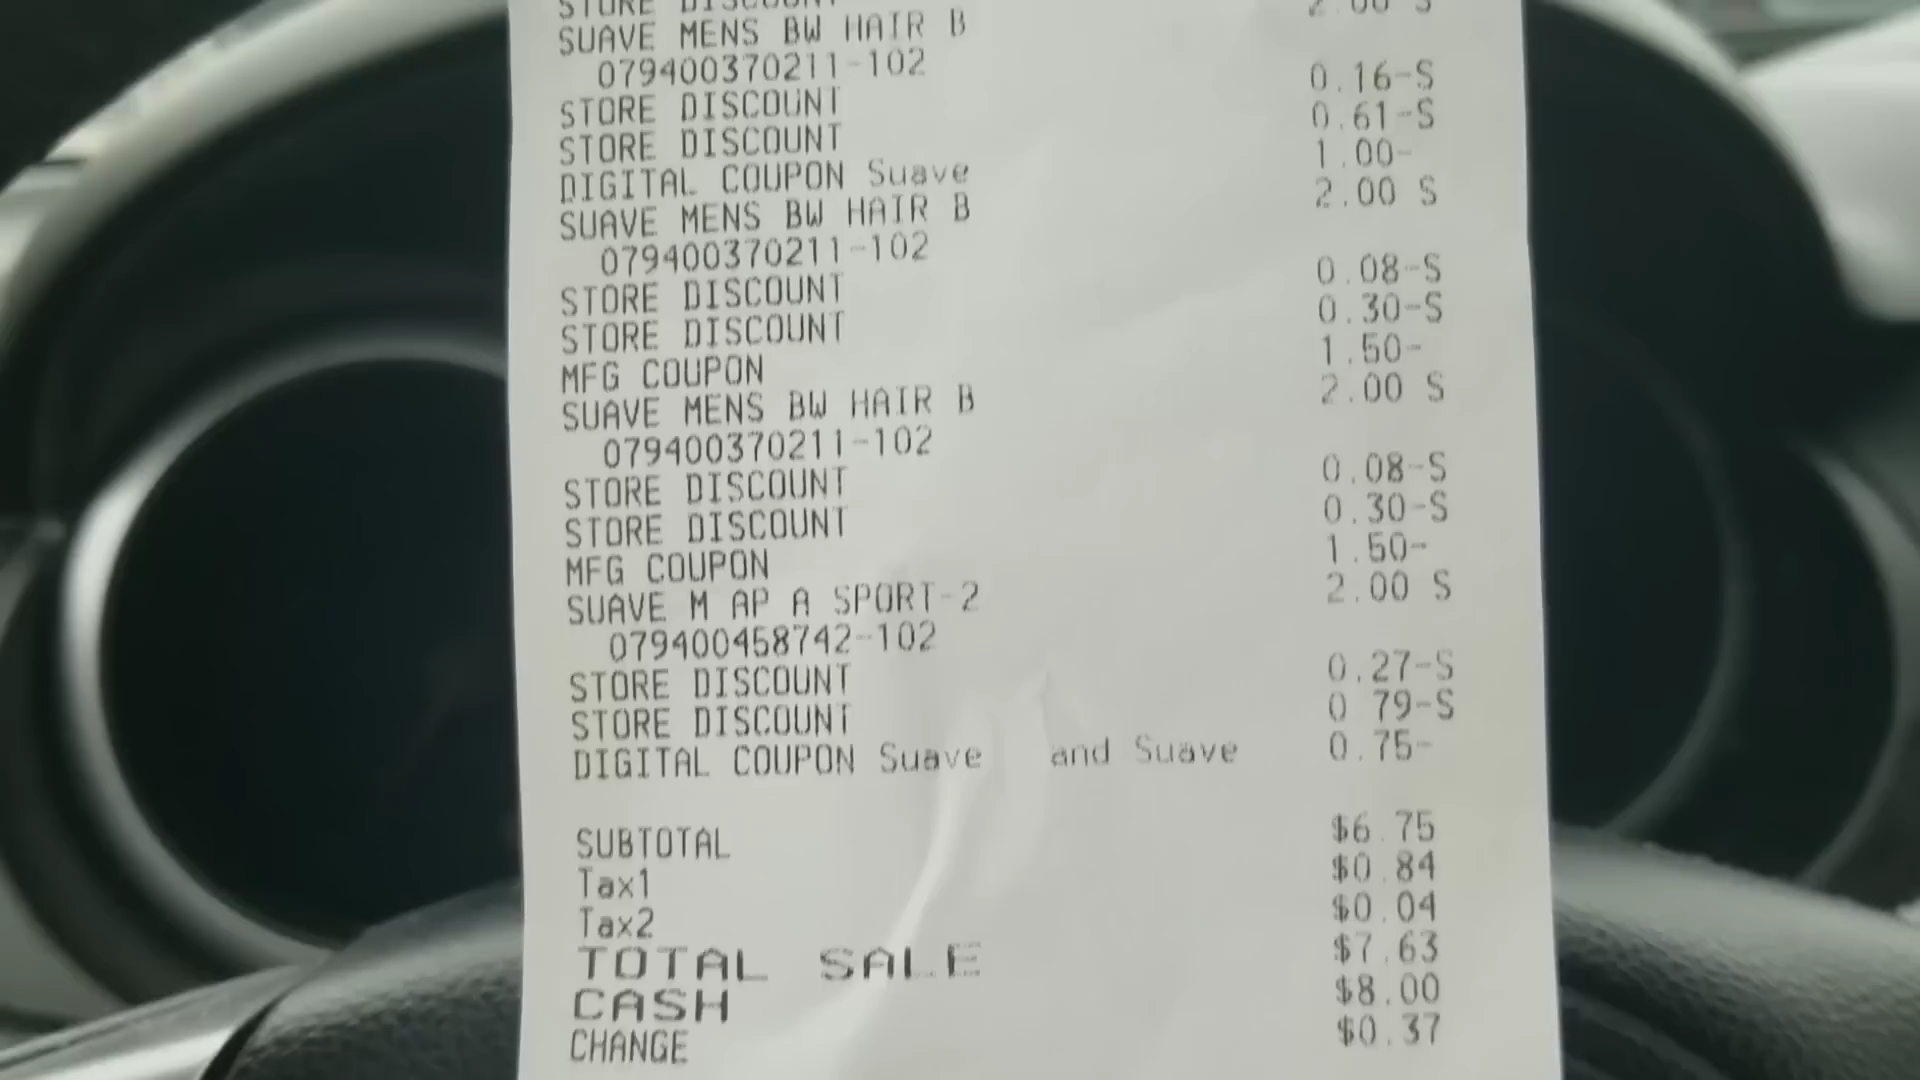 STORE DISCOUNT
SUAVE MENS BW HAIR B 2.00 S
079400370211-102
STORE DISCOUNT 0.16-S
STORE DISCOUNT 0.61-S
DIGITAL COUPON Suave 1.00-
SUAVE MENS BW HAIR B 2.00 S
079400370211-102
STORE DISCOUNT 0.08-S
STORE DISCOUNT 0.30-S
MFG COUPON 1.50-
SUAVE MENS BW HAIR B 2.00 S
079400370211-102
STORE DISCOUNT 0.08-S
STORE DISCOUNT 0.30-S
MFG COUPON 1.50-
SUAVE M AP A SPORT-2 2.00 S
079400458742-102
STORE DISCOUNT 0.27-S
STORE DISCOUNT 0 79-S
DIGITAL COUPON Suave and Suave 0.75-
SUBTOTAL $6.75
Tax1 $0.84
Tax2 $0.04
TOTAL SALE $7.63
CASH $8.00
CHANGE $0.37